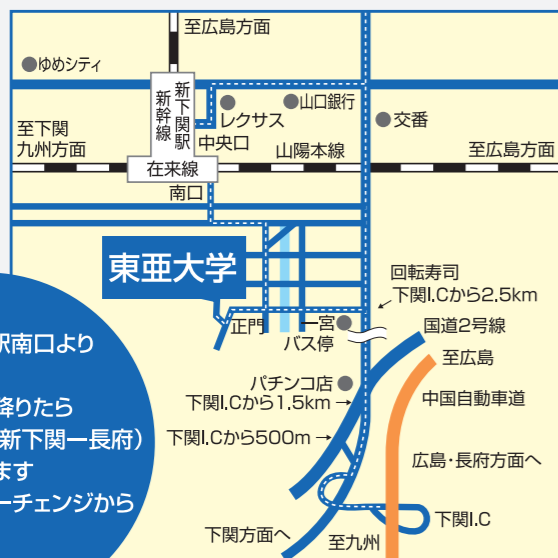 至広島方面
ゆめシティ
新下関駅
新幹線
レクサス
山口銀行
交番
至下関
九州方面
中央口
山陽本線
至広島方面
在来線
南口
東亜大学
正門
一宮
バス停
回転寿司
下関I.Cから2.5km
国道2号線
至広島
パチンコ店
下関I.Cから1.5km
中国自動車道
下関I.Cから500m
広島・長府方面へ
下関I.C
下関方面へ
至九州
駅南口より
降りたら
新下関ー長府）
ます
ーチェンジから